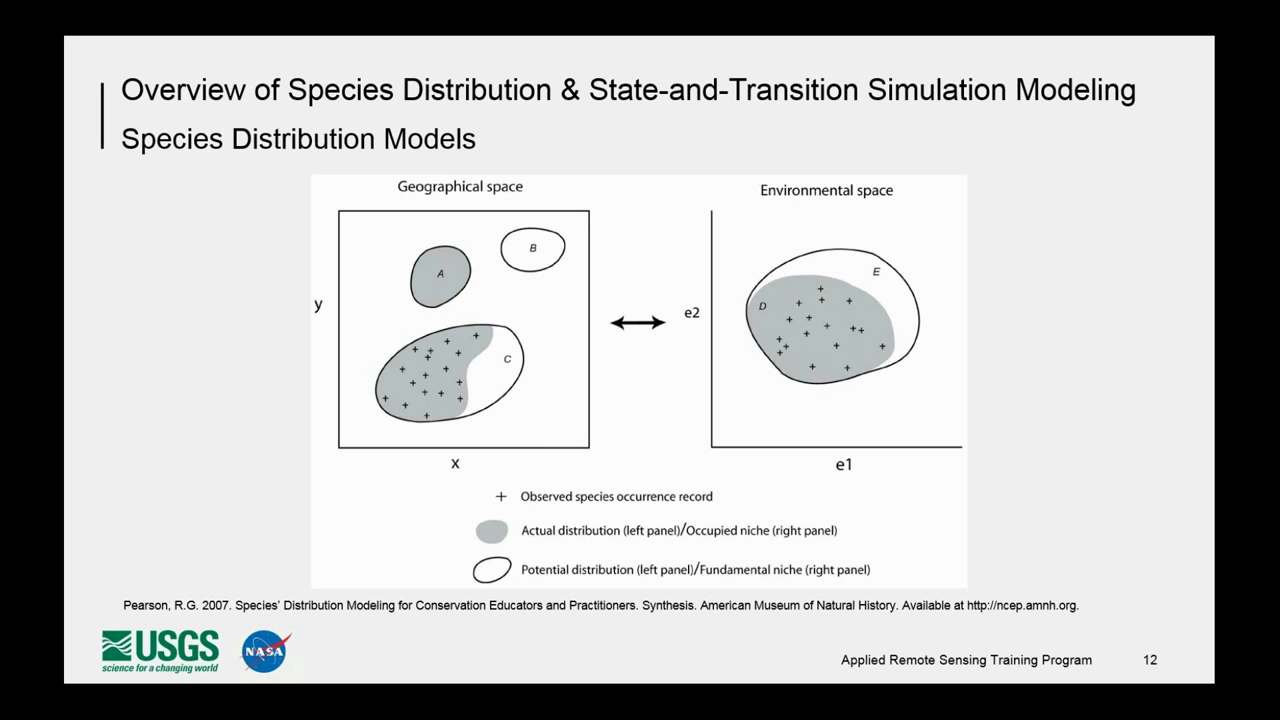 Overview of Species Distribution & State-and-Transition Simulation Modeling
Species Distribution Models
Geographical space
y
A
B
C
x
Environmental space
e2
D
E
e1
+ Observed species occurrence record
Actual distribution (left panel)/Occupied niche (right panel)
Potential distribution (left panel)/Fundamental niche (right panel)
Pearson, R.G. 2007. Species' Distribution Modeling for Conservation Educators and Practitioners. Synthesis. American Museum of Natural History. Available at http://ncep.amnh.org.
USGS
science for a changing world
NASA
Applied Remote Sensing Training Program
12